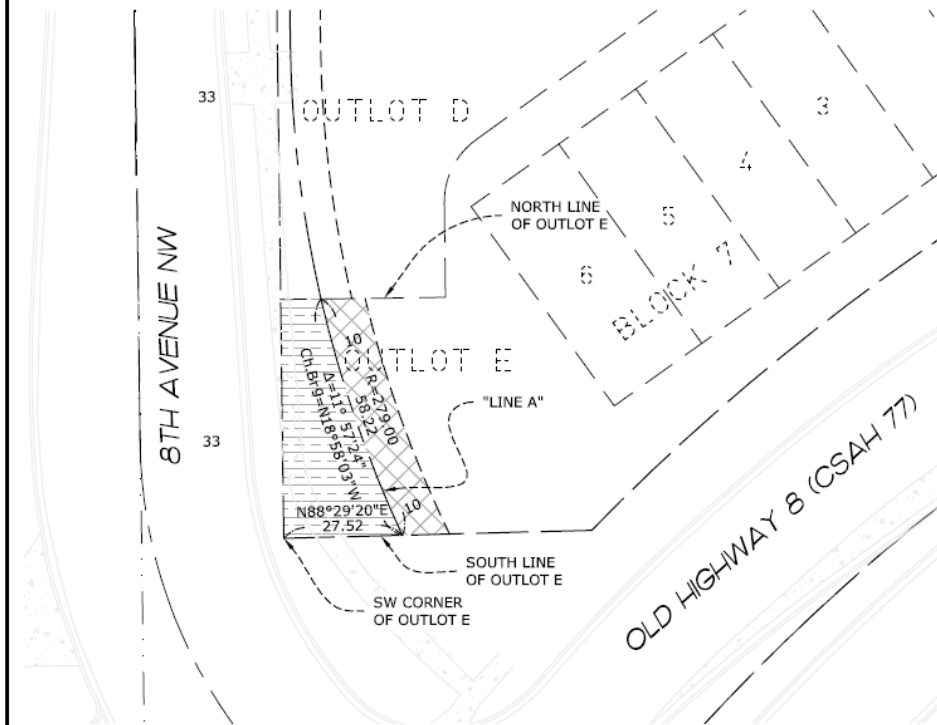 33
OUTLOT D
3
4
5
6
BLOCK 7
NORTH LINE
OF OUTLOT E
8TH AVENUE NW
10
OUTLOT E
R=279.00
58.22
Δ=11°57'24"
Ch.Brg=N18°58'03"W
"LINE A"
33
N88°29'20"E
27.52
10
SOUTH LINE
OF OUTLOT E
SW CORNER
OF OUTLOT E
OLD HIGHWAY 8 (CSAH 77)